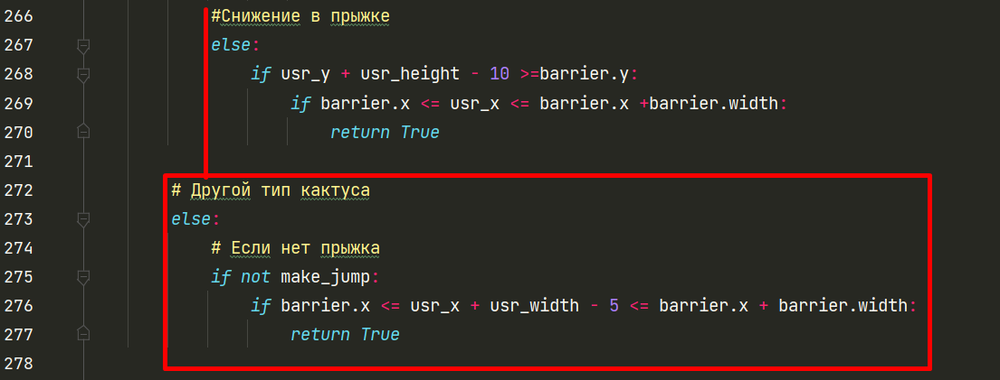 266 #Снижение в прыжке
267 else:
268 if usr_y + usr_height - 10 >=barrier.y:
269 if barrier.x <= usr_x <= barrier.x +barrier.width:
270 return True
271
272 # Другой тип кактуса
273 else:
274 # Если нет прыжка
275 if not make_jump:
276 if barrier.x <= usr_x + usr_width - 5 <= barrier.x + barrier.width:
277 return True
278